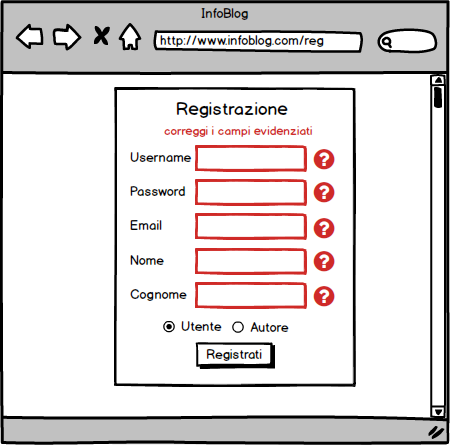 InfoBlog
http://www.infoblog.com/reg
Registrazione
correggi i campi evidenziati
Username ?
Password ?
Email ?
Nome ?
Cognome ?
Utente Autore
Registrati